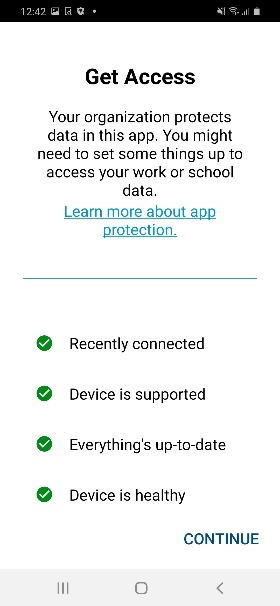 12:42
Get Access
Your organization protects
data in this app. You might
need to set some things up to
access your work or school
data.
Learn more about app
protection.
Recently connected
Device is supported
Everything's up-to-date
Device is healthy
CONTINUE